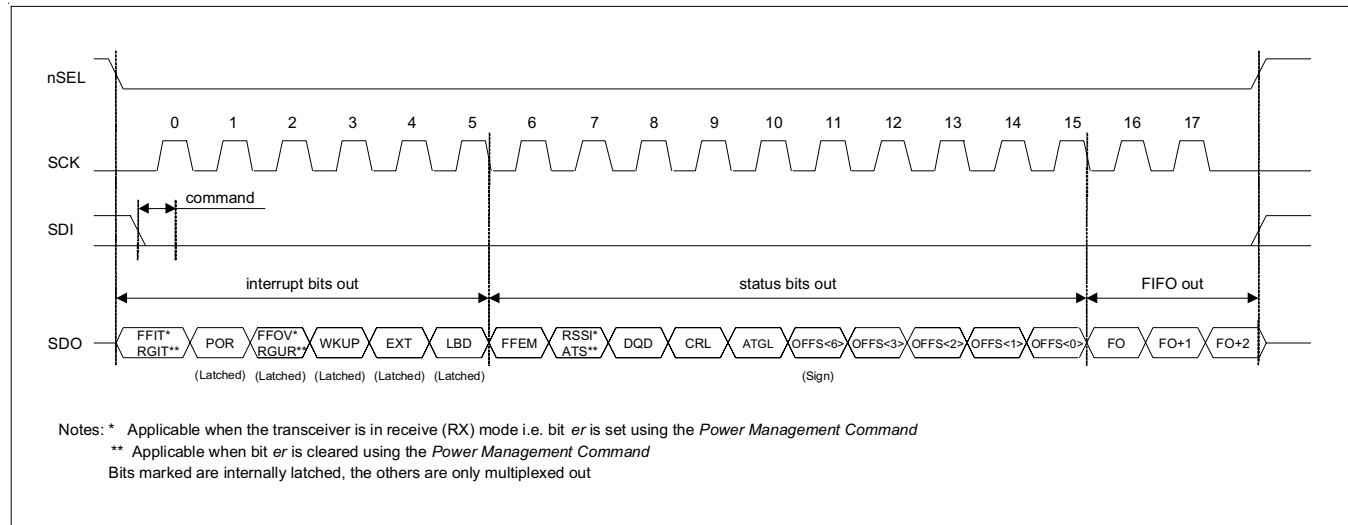 nSEL
0 1 2 3 4 5 6 7 8 9 10 11 12 13 14 15 16 17
SCK
command
SDI
interrupt bits out status bits out FIFO out
SDO
FFIT* POR FFOV* WKUP EXT LBD FFEM RSSI* DQD CRL ATGL OFFS<6> OFFS<3> OFFS<2> OFFS<1> OFFS<0> FO FO+1 FO+2
RGIT** RGUR** ATS**
(Latched) (Latched) (Latched) (Latched) (Latched) (Sign)
Notes: * Applicable when the transceiver is in receive (RX) mode i.e. bit er is set using the Power Management Command
** Applicable when bit er is cleared using the Power Management Command
Bits marked are internally latched, the others are only multiplexed out